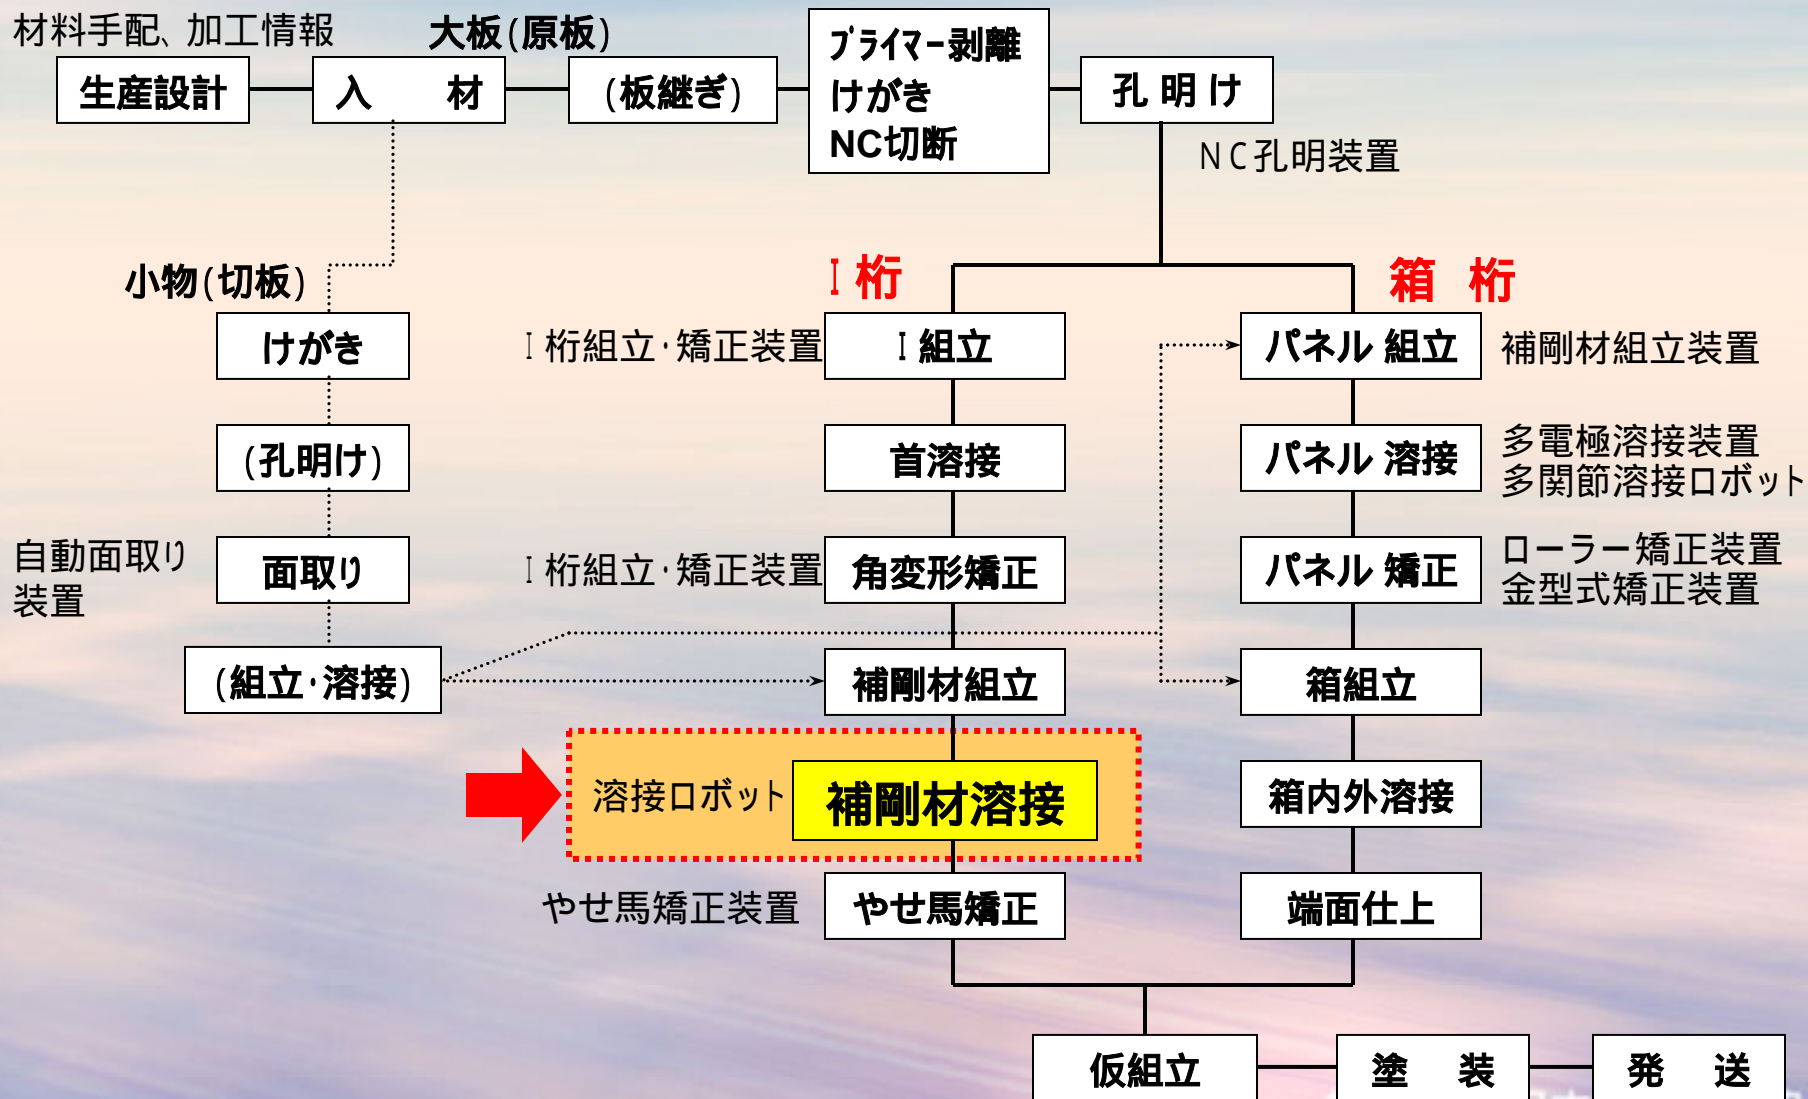 材料手配、加工情報
大板(原板)
生産設計
入　材
(板継ぎ)
プライマー剥離
けがき
NC切断
孔明け
NC孔明装置
小物(切板)
I桁
箱桁
けがき
I桁組立・矯正装置
I組立
パネル組立
補剛材組立装置
(孔明け)
首溶接
パネル溶接
多電極溶接装置
多関節溶接ロボット
自動面取り
装置
面取り
I桁組立・矯正装置
角変形矯正
パネル矯正
ローラー矯正装置
金型式矯正装置
(組立・溶接)
補剛材組立
箱組立
溶接ロボット
補剛材溶接
箱内外溶接
やせ馬矯正装置
やせ馬矯正
端面仕上
仮組立
塗　装
発　送